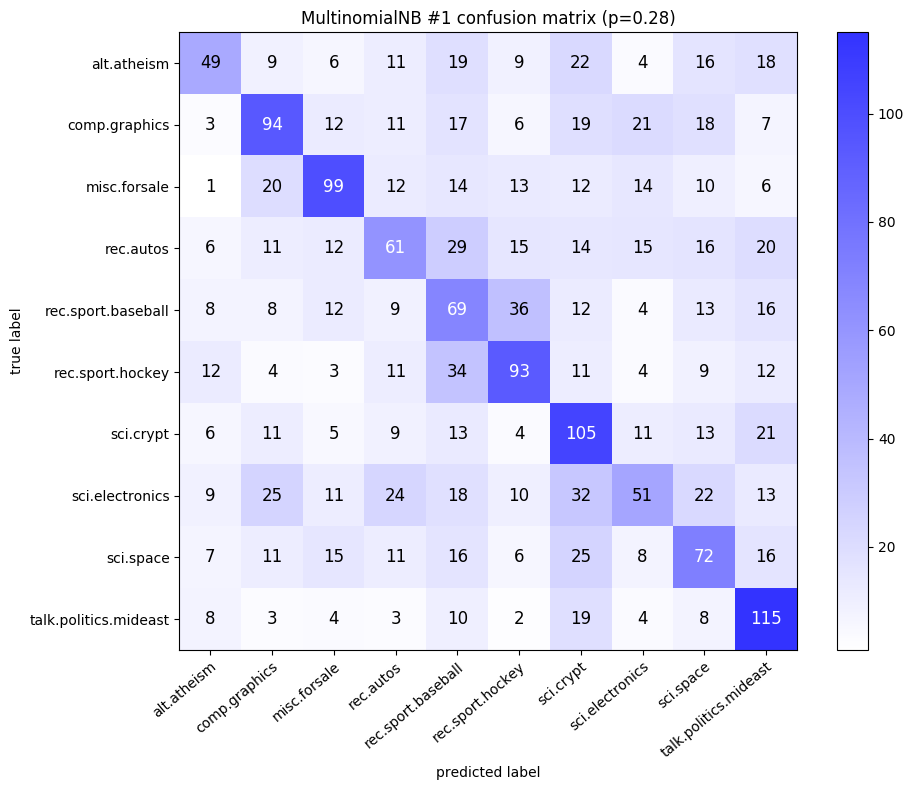 MultinomialNB #1 confusion matrix (p=0.28)
alt.atheism 49 9 6 11 19 9 22 4 16 18
comp.graphics 3 94 12 11 17 6 19 21 18 7
misc.forsale 1 20 99 12 14 13 12 14 10 6
rec.autos 6 11 12 61 29 15 14 15 16 20
rec.sport.baseball 8 8 12 9 69 36 12 4 13 16
rec.sport.hockey 12 4 3 11 34 93 11 4 9 12
sci.crypt 6 11 5 9 13 4 105 11 13 21
sci.electronics 9 25 11 24 18 10 32 51 22 13
sci.space 7 11 15 11 16 6 25 8 72 16
talk.politics.mideast 8 3 4 3 10 2 19 4 8 115
true label
alt.atheism comp.graphics misc.forsale rec.autos rec.sport.baseball rec.sport.hockey sci.crypt sci.electronics sci.space talk.politics.mideast
predicted label
100
80
60
40
20